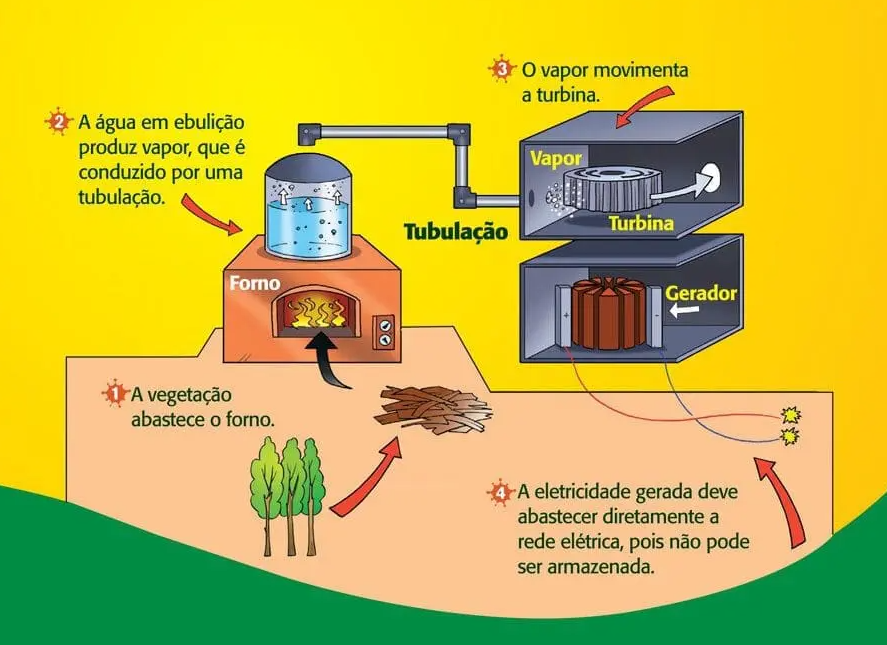 3 O vapor movimenta
a turbina.
2 A água em ebulição
produz vapor, que é
conduzido por uma
tubulação.
Vapor
Turbina
Tubulação
Forno
Gerador
+
-
1 A vegetação
abastece o forno.
4 A eletricidade gerada deve
abastecer diretamente a
rede elétrica, pois não pode
ser armazenada.